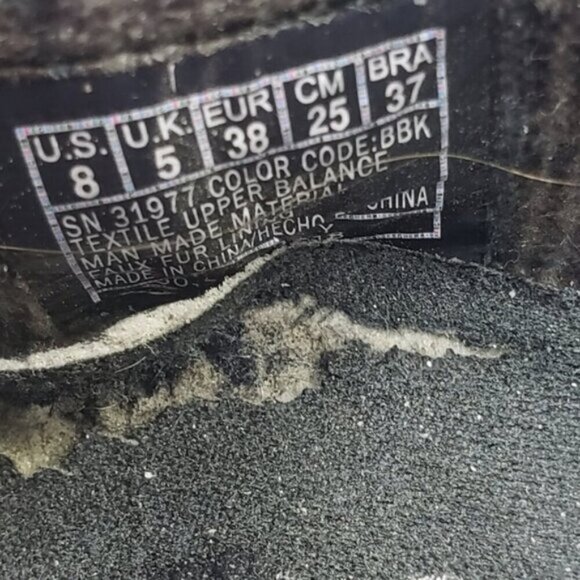 U.S. U.K. EUR CM BRA
8 5 38 25 37
SN 31977 COLOR CODE:BBK
TEXTILE UPPER BALANCE
MAN MADE MATERIAL
FAUX FUR LI
MADE IN CHINA/HECHO
CHINA